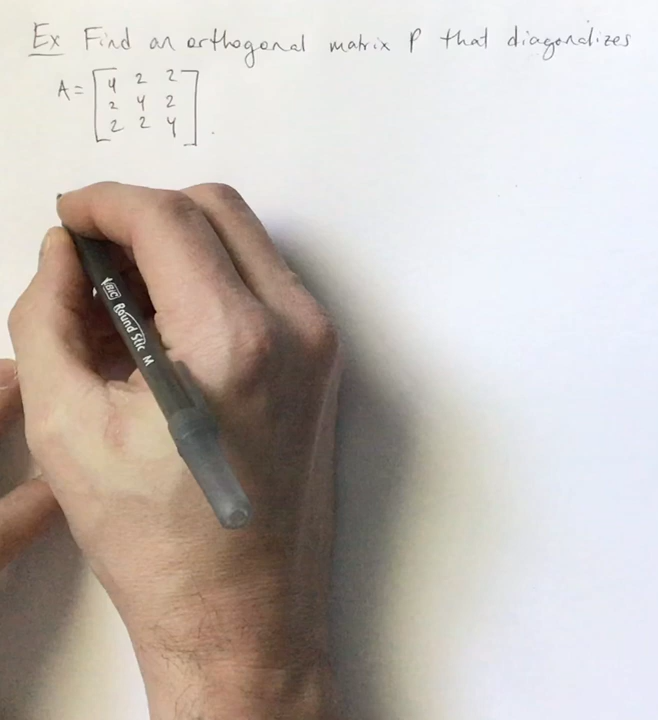 Ex Find an orthogonal matrix P that diagonalizes
A = [4 2 2
2 4 2
2 2 4].
BIC Round Stic M